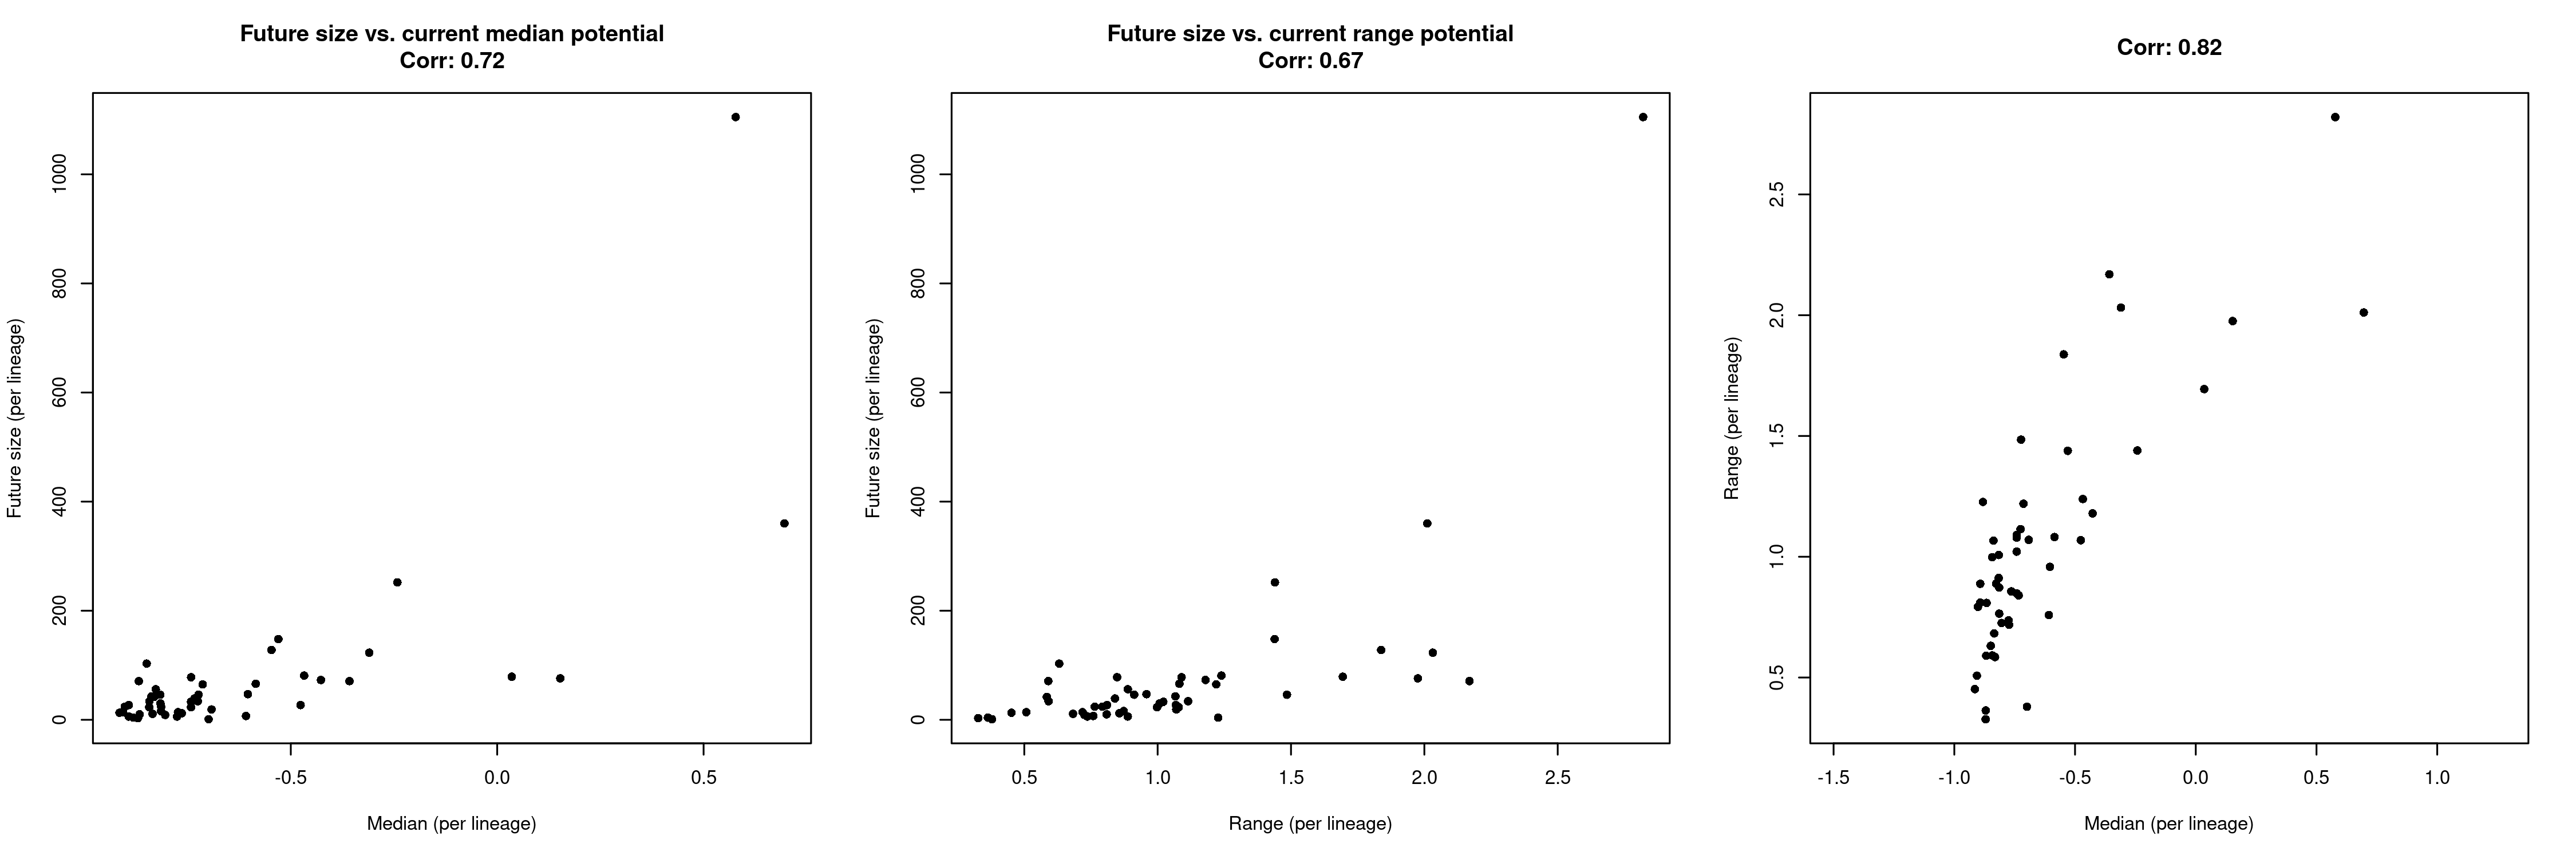 Future size vs. current median potential
Corr: 0.72
Future size (per lineage)
0
200
400
600
800
1000
-0.5
0.0
0.5
Median (per lineage)
Future size vs. current range potential
Corr: 0.67
Future size (per lineage)
0
200
400
600
800
1000
0.5
1.0
1.5
2.0
2.5
Range (per lineage)
Corr: 0.82
Range (per lineage)
0.5
1.0
1.5
2.0
2.5
-1.5
-1.0
-0.5
0.0
0.5
1.0
Median (per lineage)